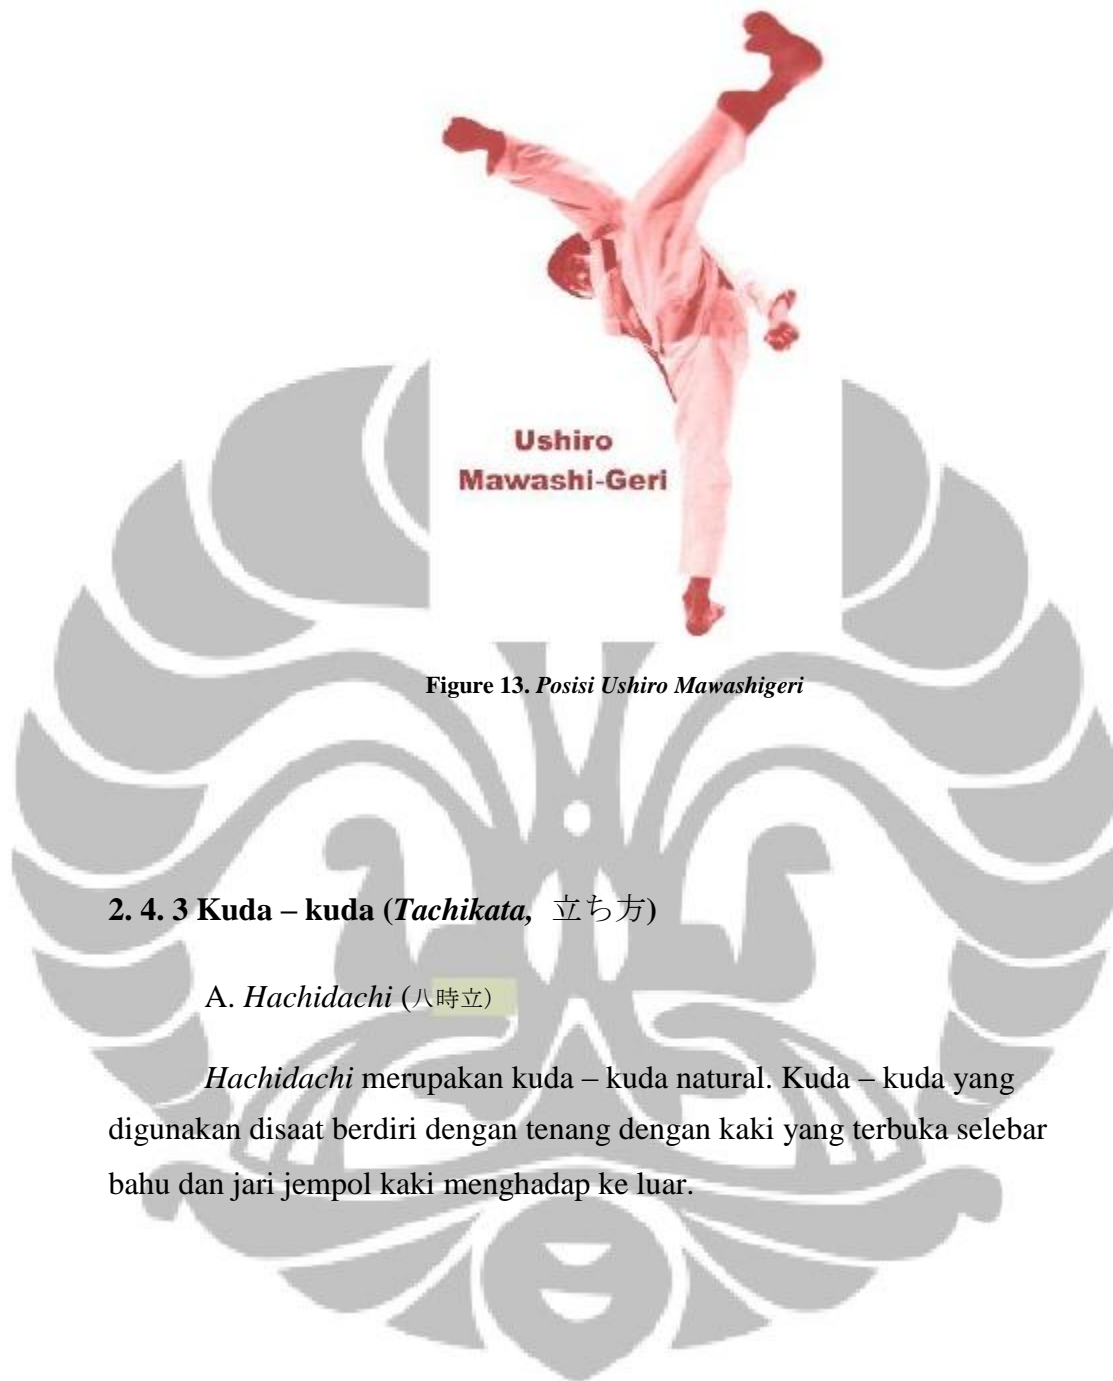 Ushiro
Mawashi-Geri
Figure 13. Posisi Ushiro Mawashigeri
2. 4. 3 Kuda – kuda (Tachikata, 立ち方)
A. Hachidachi (八時立)
Hachidachi merupakan kuda – kuda natural. Kuda – kuda yang
digunakan disaat berdiri dengan tenang dengan kaki yang terbuka selebar
bahu dan jari jempol kaki menghadap ke luar.